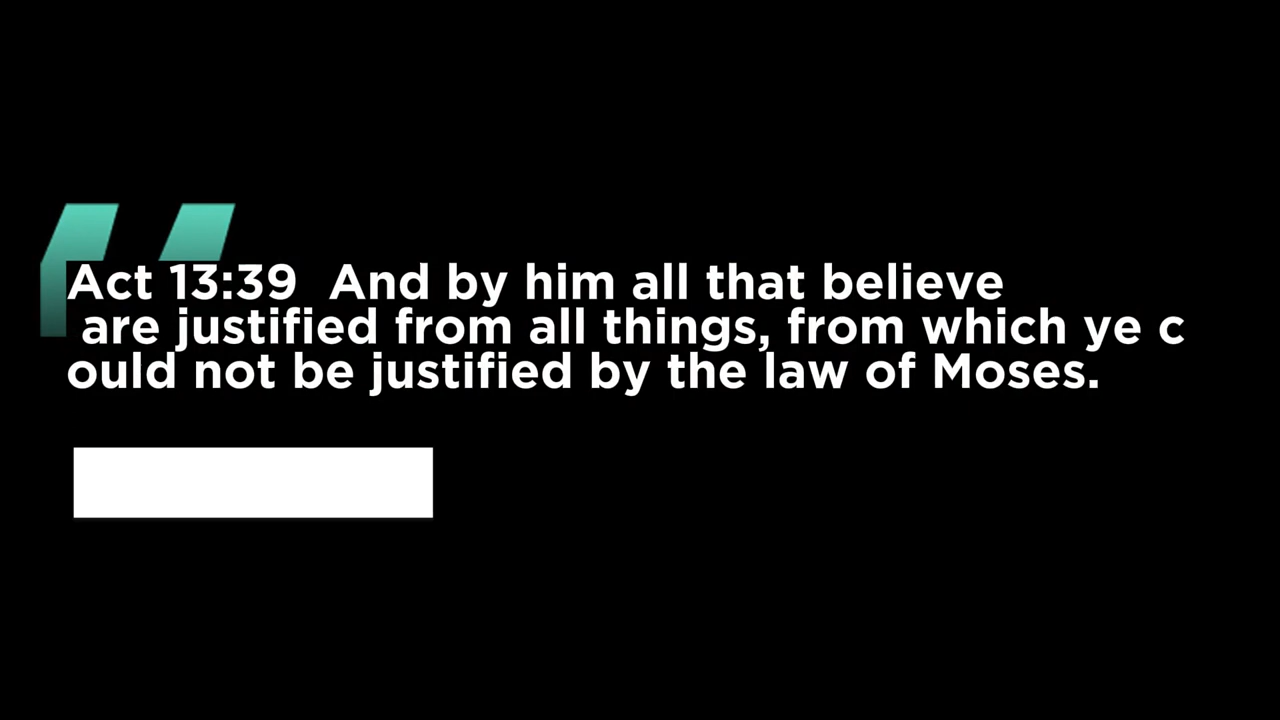 Act 13:39  And by him all that believe
are justified from all things, from which ye c
ould not be justified by the law of Moses.